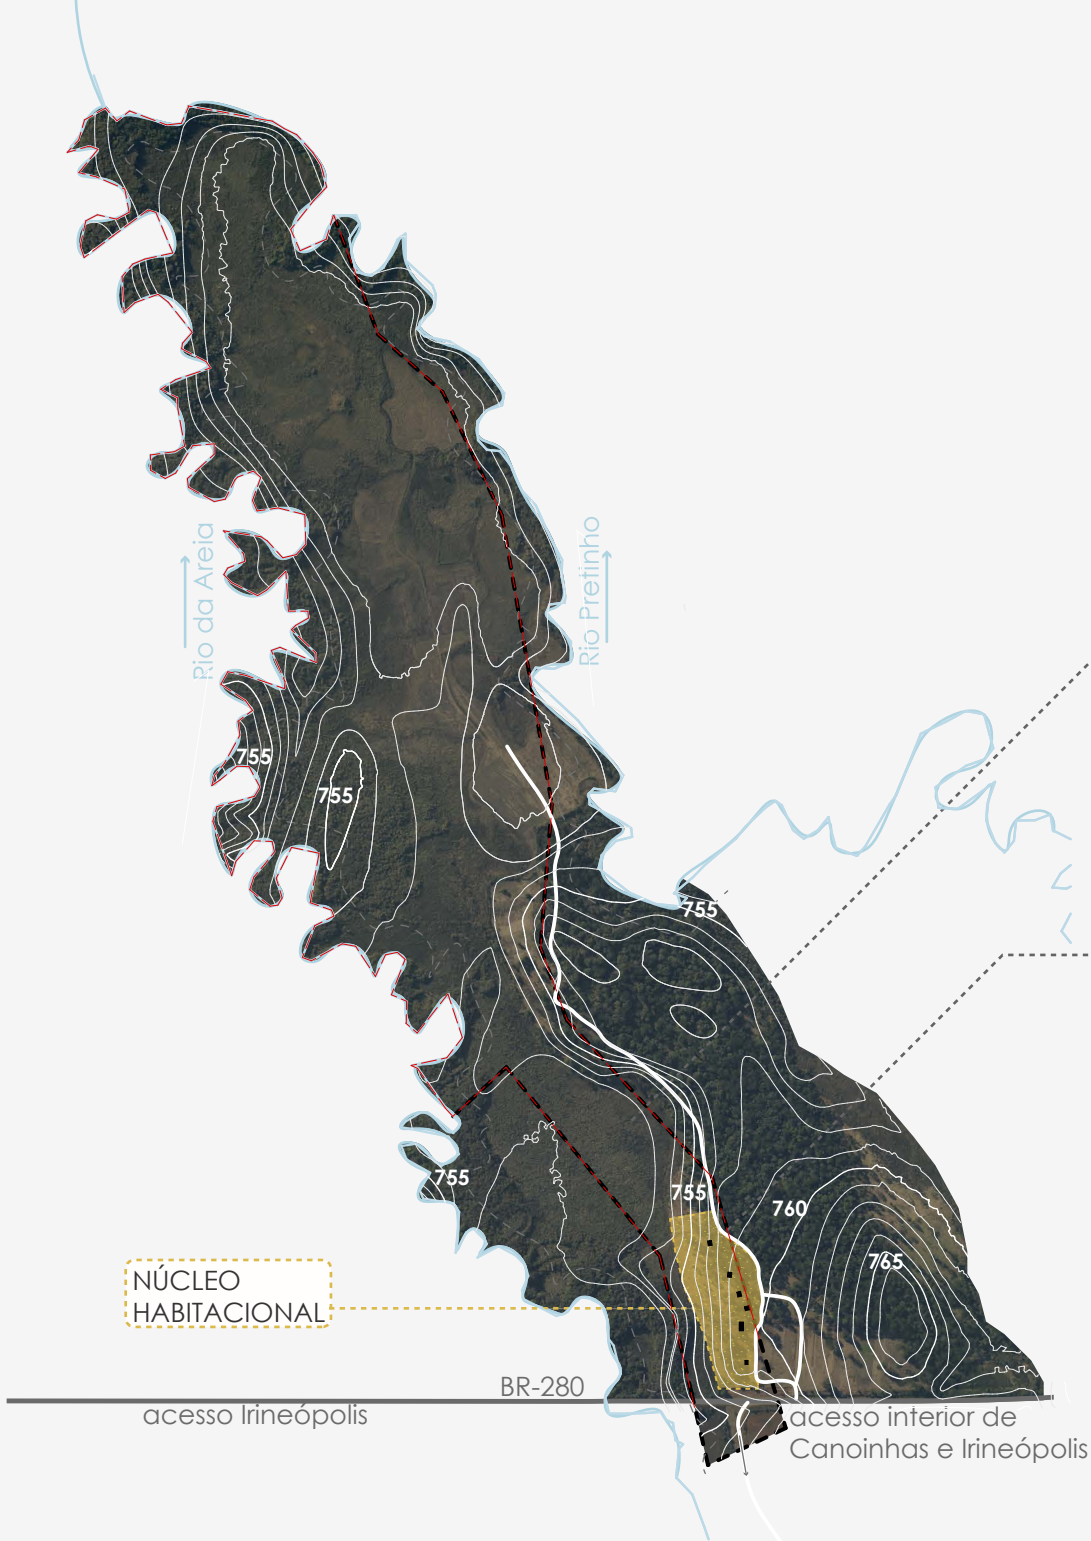 Rio da Areia
Rio Pretinho
755
755
755
755
755
760
765
NÚCLEO
HABITACIONAL
BR-280
acesso Irineópolis
acesso interior de
Canoinhas e Irineópolis